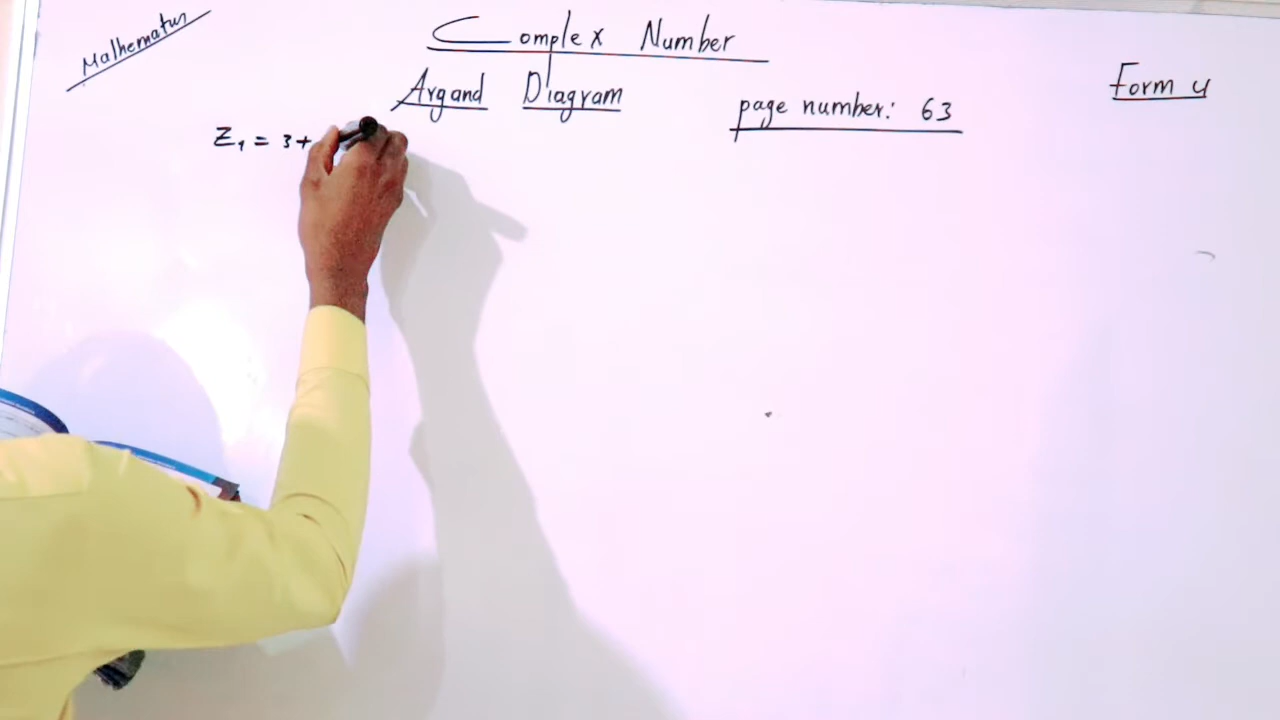 Mathematics
Complex Number
Argand Diagram
page number: 63
Form 4
Z₁ = 3+